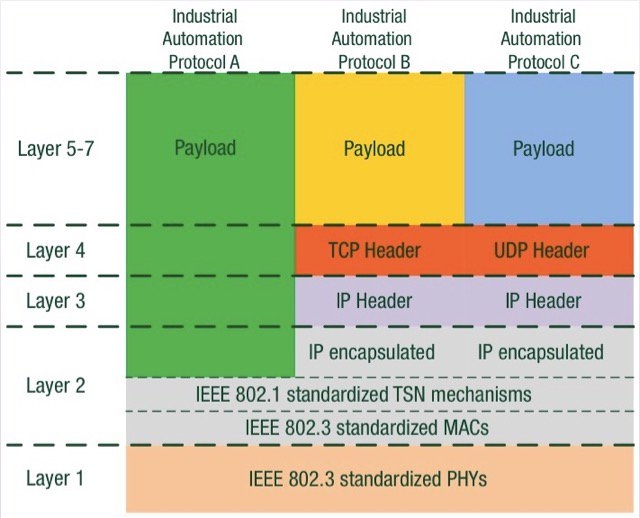 Industrial Automation Protocol A
Industrial Automation Protocol B
Industrial Automation Protocol C
Layer 5-7
Payload
Payload
Payload
Layer 4
TCP Header
UDP Header
Layer 3
IP Header
IP Header
Layer 2
IP encapsulated
IP encapsulated
IEEE 802.1 standardized TSN mechanisms
IEEE 802.3 standardized MACs
Layer 1
IEEE 802.3 standardized PHYs